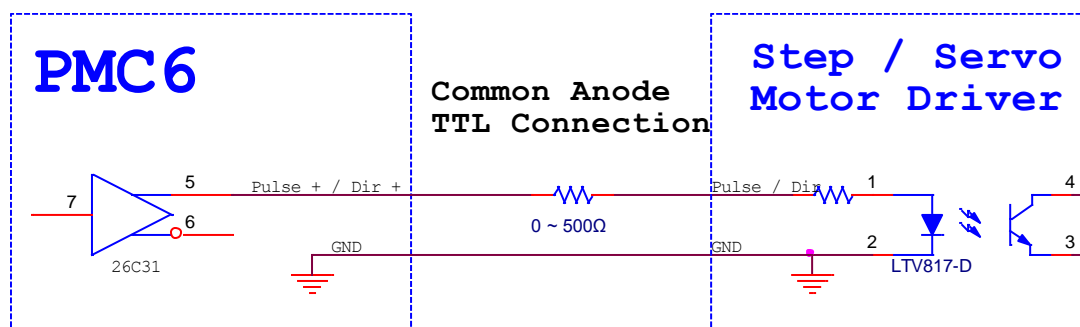 PMC6
Step / Servo
Motor Driver
Common Anode
TTL Connection
5
Pulse + / Dir +
Pulse / Dir
1
4
7
6
0 ~ 500Ω
GND
GND
2
3
26C31
LTV817-D